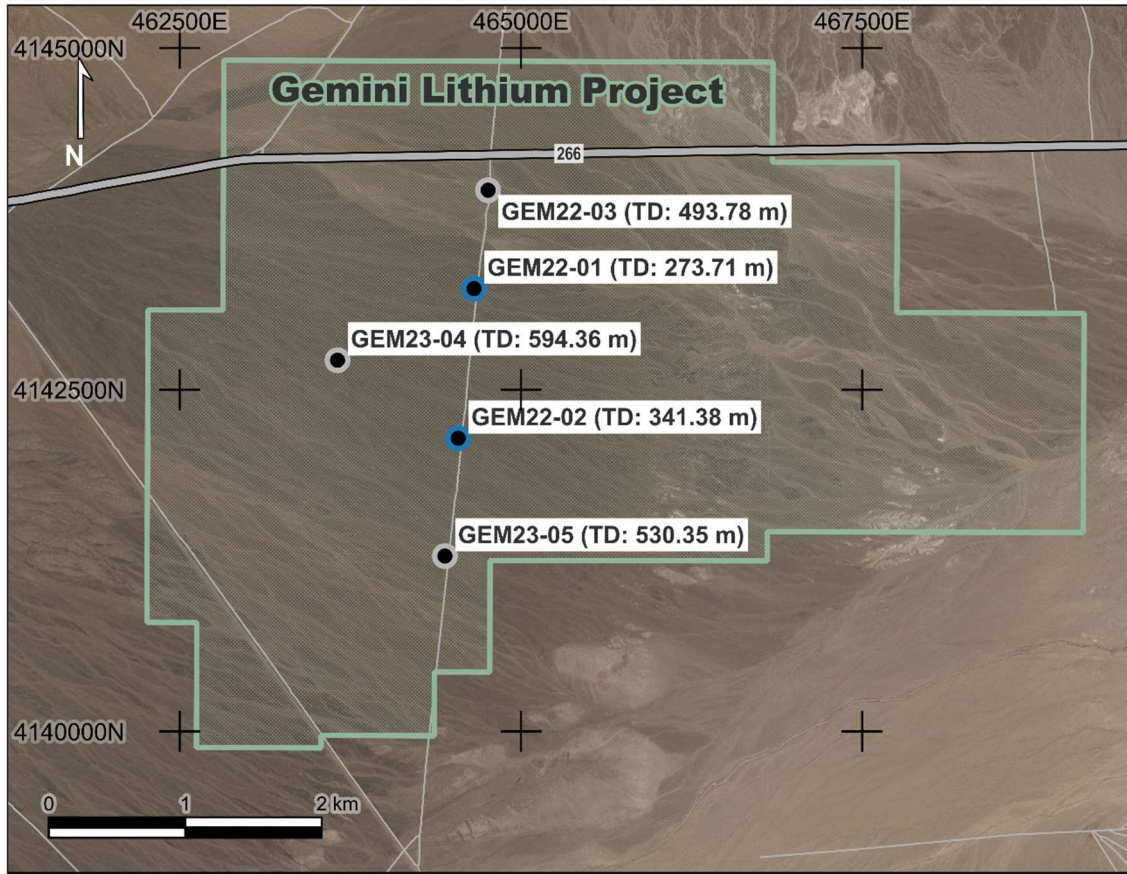 462500E
465000E
467500E
4145000N
Gemini Lithium Project
N
266
GEM22-03 (TD: 493.78 m)
GEM22-01 (TD: 273.71 m)
GEM23-04 (TD: 594.36 m)
4142500N
GEM22-02 (TD: 341.38 m)
GEM23-05 (TD: 530.35 m)
4140000N
0 1 2 km